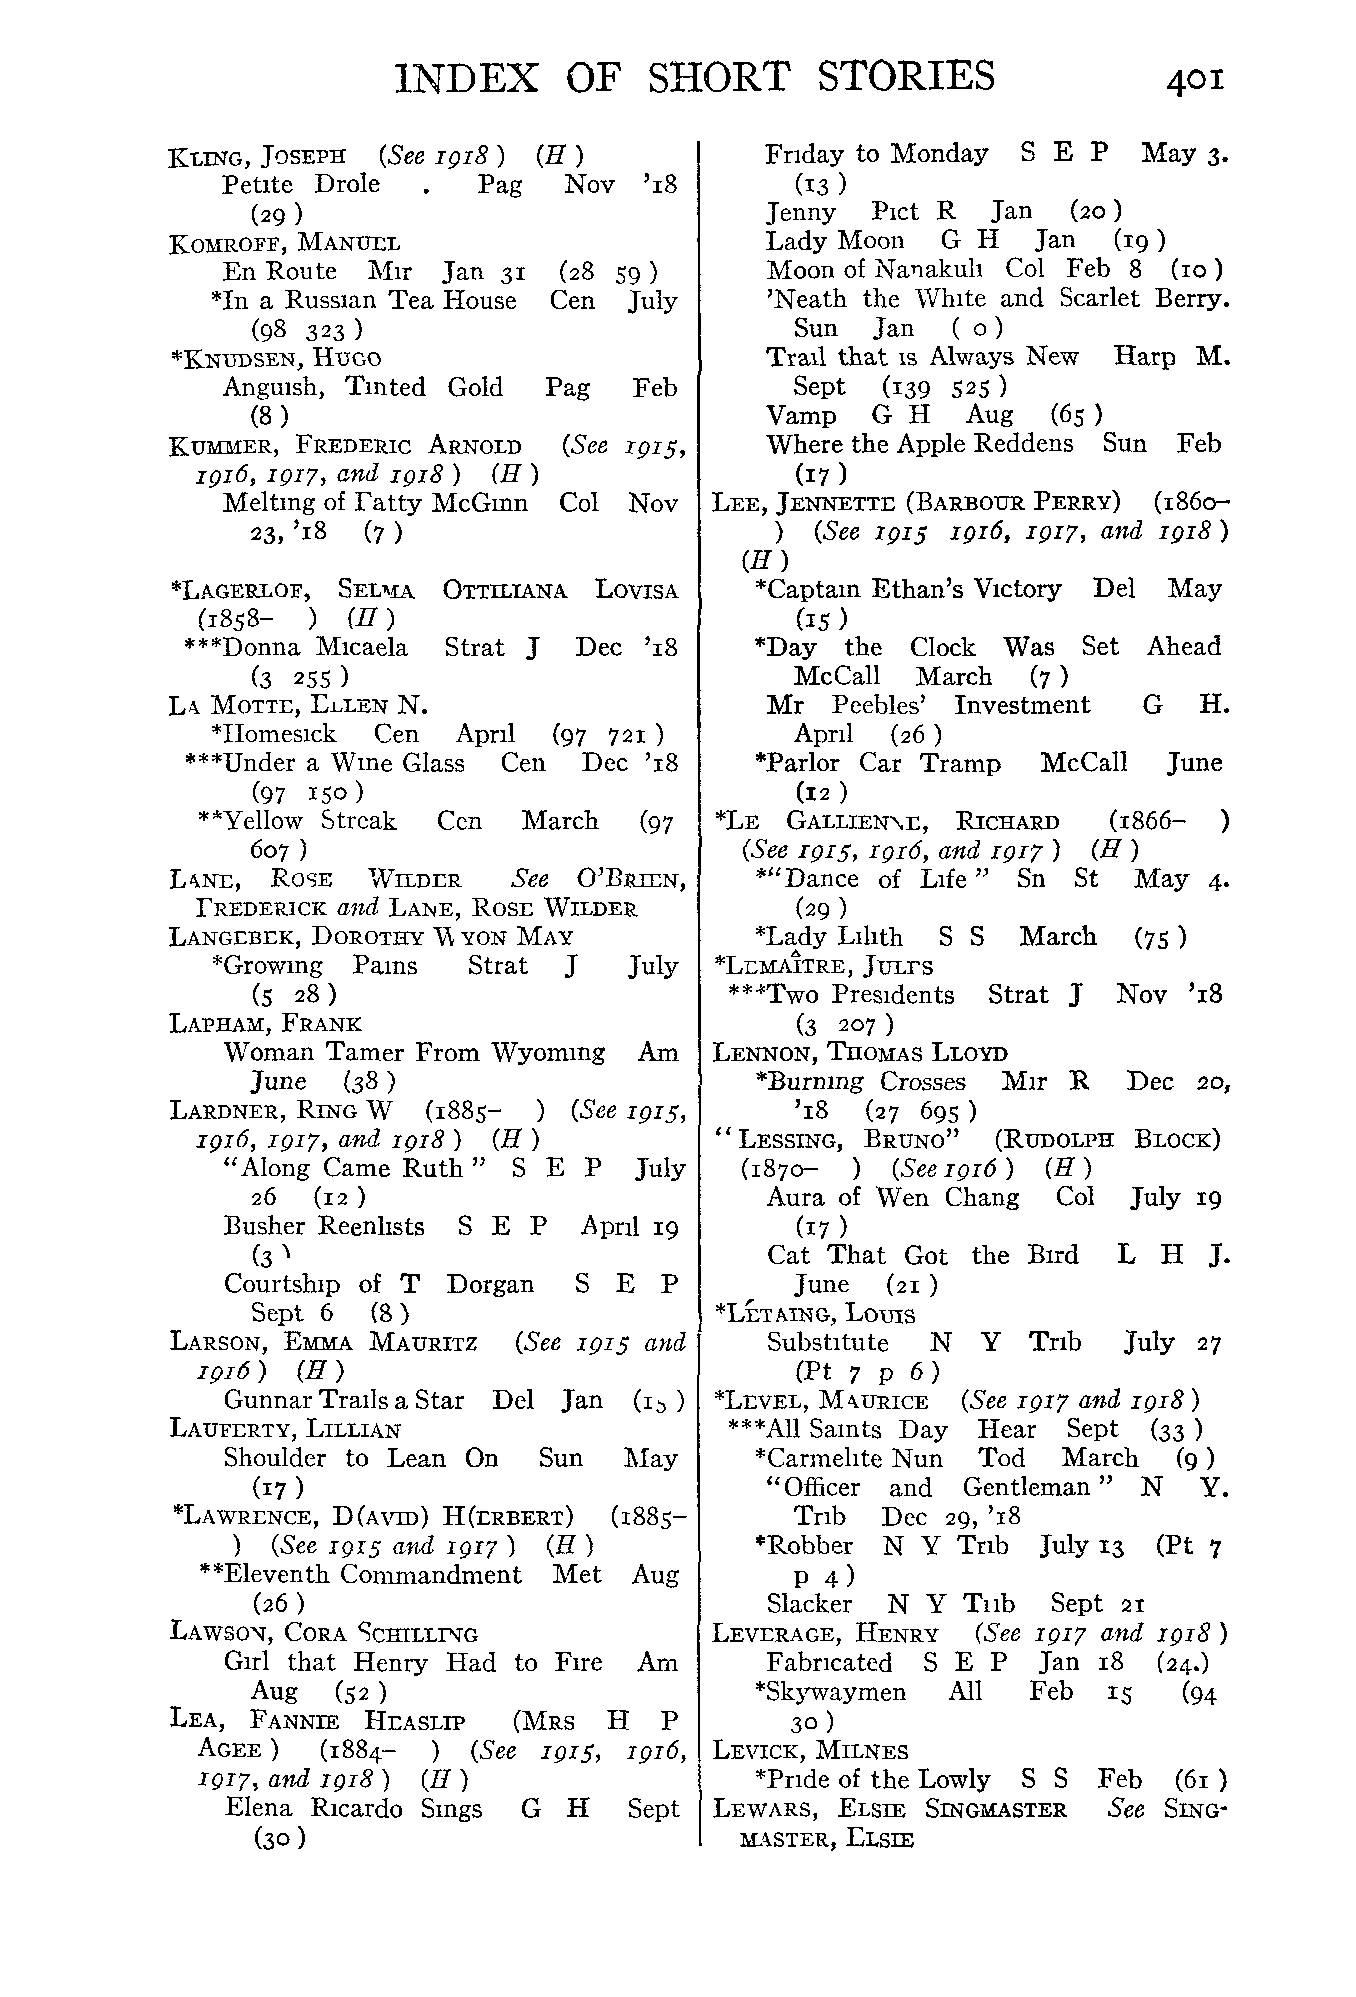 INDEX OF SHORT STORIES 401
KLING, JOSEPH (See 1918) (H)
Petite Drole . Pag Nov '18
(29)
KOMROFF, MANUEL
En Route Mir Jan 31 (28 59)
*In a Russian Tea House Cen July
(98 323)
*KNUDSEN, HUGO
Anguish, Tinted Gold Pag Feb
(8)
KUMMER, FREDERIC ARNOLD (See 1915,
1916, 1917, and 1918) (H)
Melting of Fatty McGinn Col Nov
23, '18 (7)
*LAGERLOF, SELMA OTTILIANA LOVISA
(1858– ) (H)
***Donna Micaela Strat J Dec '18
(3 255)
LA MOTTE, ELLEN N.
*Homesick Cen April (97 721)
***Under a Wine Glass Cen Dec '18
(97 150)
**Yellow Streak Cen March (97
607)
LANE, ROSE WILDER See O'BRIEN,
FREDERICK and LANE, ROSE WILDER
LANGEBEK, DOROTHY WYON MAY
*Growing Pains Strat J July
(5 28)
LAPHAM, FRANK
Woman Tamer From Wyoming Am
June (38)
LARDNER, RING W (1885– ) (See 1915,
1916, 1917, and 1918) (H)
"Along Came Ruth" S E P July
26 (12)
Busher Reenlists S E P April 19
(3)
Courtship of T Dorgan S E P
Sept 6 (8)
LARSON, EMMA MAURITZ (See 1915 and
1916) (H)
Gunnar Trails a Star Del Jan
LAUFERTY, LILLIAN
Shoulder to Lean On Sun May
(17)
*LAWRENCE, D(AVID) H(ERBERT) (1885–
) (See 1915 and 1917) (H)
**Eleventh Commandment Met Aug
(26)
LAWSON, CORA SCHILLING
Girl that Henry Had to Fire Am
Aug (52)
LEA, FANNIE HEASLIP (MRS H P
AGEE) (1884– ) (See 1915, 1916,
1917, and 1918) (H)
Elena Ricardo Sings G H Sept
(30)
Friday to Monday S E P May 3.
(13)
Jenny Pict R Jan (20)
Lady Moon G H Jan (19)
Moon of Nanakuli Col Feb 8 (10)
'Neath the White and Scarlet Berry.
Sun Jan ( 0)
Trail that is Always New Harp M.
Sept (139 525)
Vamp G H Aug (65)
Where the Apple Reddens Sun Feb
(17)
LEE, JENNETTE (BARBOUR PERRY) (1860–
) (See 1915 1916, 1917, and 1918)
(H)
*Captain Ethan's Victory Del May
(15)
*Day the Clock Was Set Ahead
McCall March (7)
Mr Peebles' Investment G H.
April (26)
*Parlor Car Tramp McCall June
(12)
*LE GALLIENNE, RICHARD (1866– )
(See 1915, 1916, and 1917) (H)
*"Dance of Life" Sn St May 4.
(29)
*Lady Lilith S S March (75)
*LEMAÎTRE, JULES
***Two Presidents Strat J Nov '18
(3 207)
LENNON, THOMAS LLOYD
*Burning Crosses Mir R Dec 20,
'18 (27 695)
"LESSING, BRUNO" (RUDOLPH BLOCK)
(1870– ) (See 1916) (H)
Aura of Wen Chang Col July 19
(17)
Cat That Got the Bird L H J.
June (21)
*LÉTAING, LOUIS
Substitute N Y Trib July 27
(Pt 7 p 6)
*LEVEL, MAURICE (See 1917 and 1918)
***All Saints Day Hear Sept (33)
*Carmelite Nun Tod March (9)
"Officer and Gentleman" N Y.
Trib Dec 29, '18
*Robber N Y Trib July 13 (Pt 7
p 4)
Slacker N Y Trib Sept 21
LEVERAGE, HENRY (See 1917 and 1918)
Fabricated S E P Jan 18 (24.)
*Skywaymen All Feb 15 (94
30)
LEVICK, MILNES
*Pride of the Lowly S S Feb (61)
LEWARS, ELSIE SINGMASTER See SING-
MASTER, ELSIE